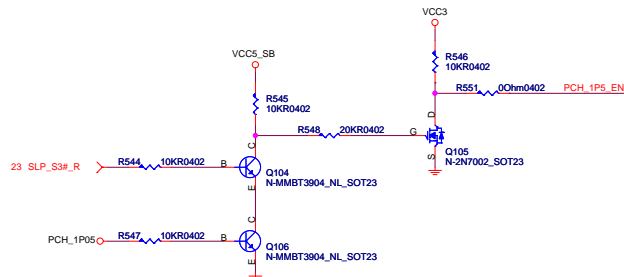 VCC3
VCC5_SB
R546
10KR0402
R551 0Ohm0402 PCH_1P5_EN
R545
10KR0402
R548 20KR0402
D
G
S
Q105
N-2N7002_SOT23
23 SLP_S3#_R R544 10KR0402
C
B
E
Q104
N-MMBT3904_NL_SOT23
PCH_1P05 R547 10KR0402
C
B
E
Q106
N-MMBT3904_NL_SOT23